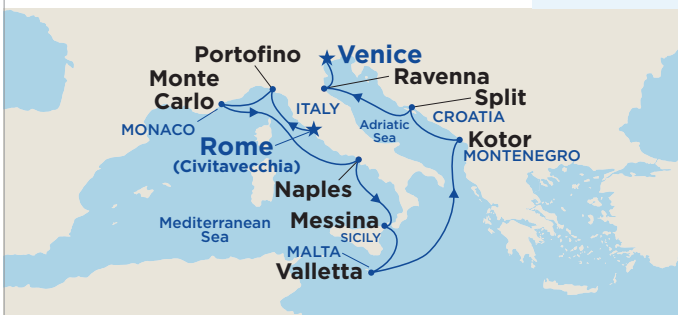 Portofino
Venice
Monte
Carlo
Ravenna
Split
ITALY
CROATIA
MONACO
Adriatic
Sea
Rome
(Civitavecchia)
Kotor
MONTENEGRO
Naples
Mediterranean
Sea
Messina
SICILY
MALTA
Valletta